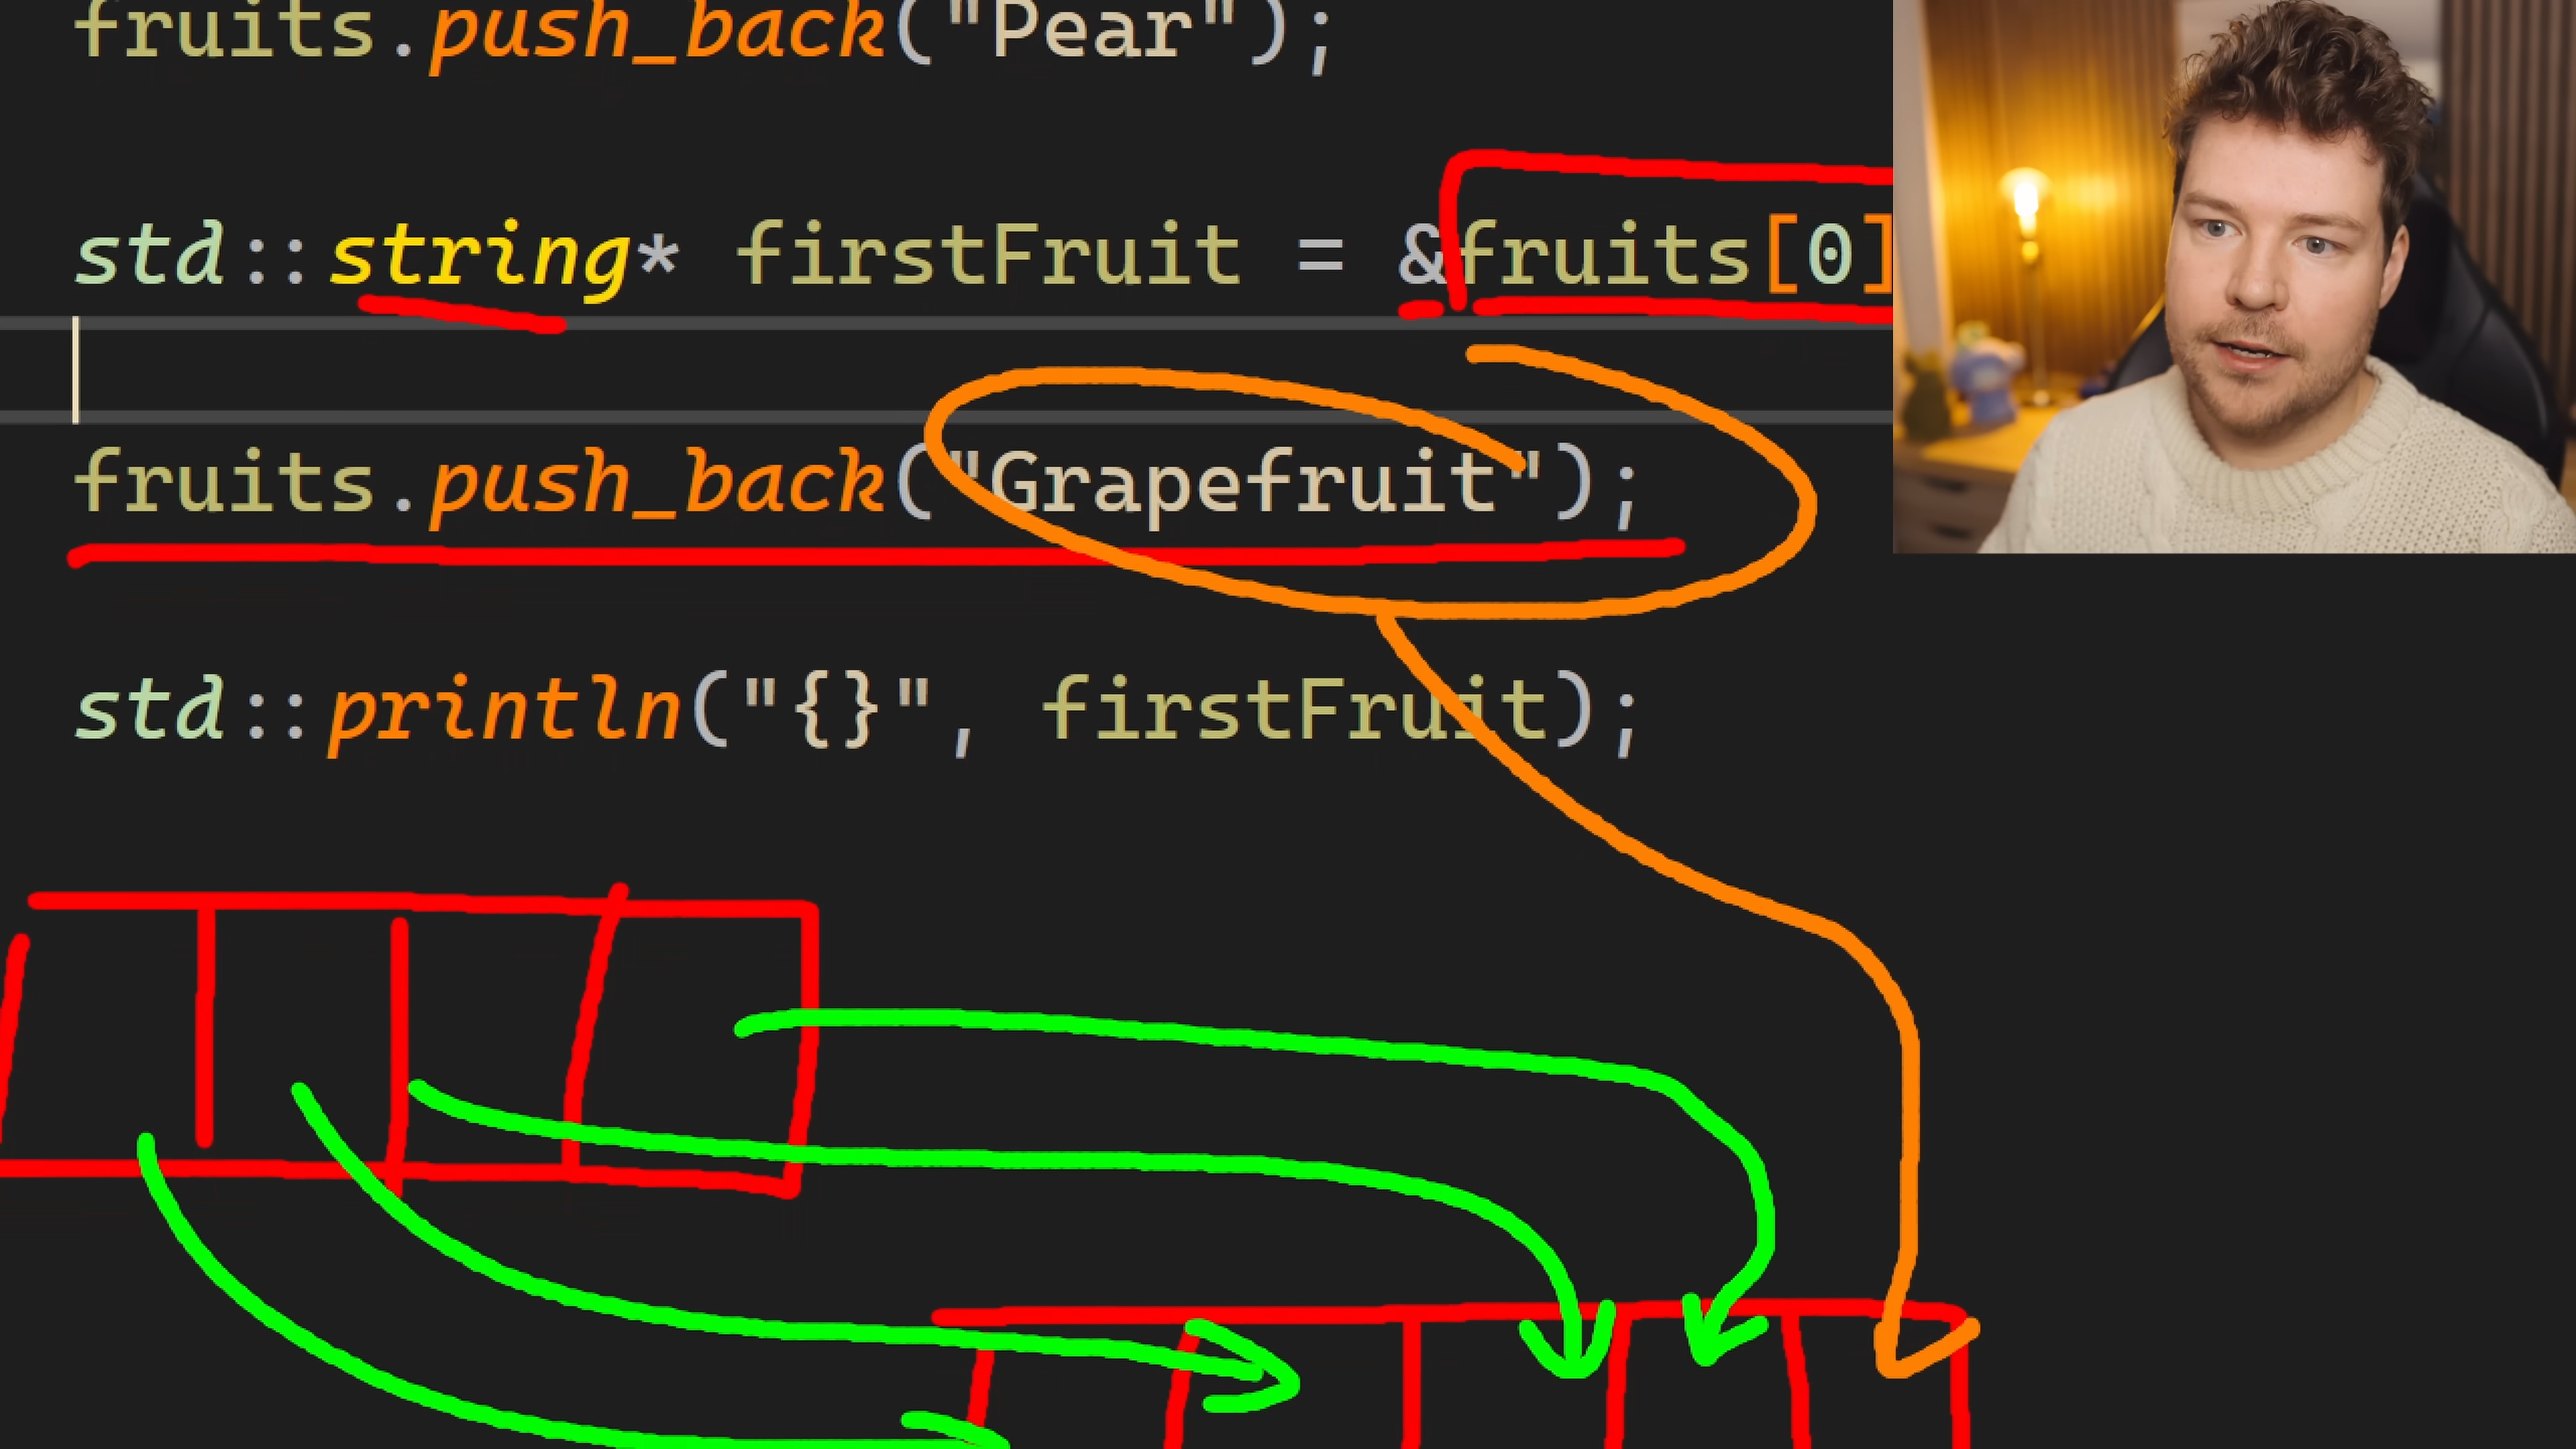 fruits.push_back("Pear");
std::string* firstFruit = &fruits[0]
fruits.push_back("Grapefruit");
std::println("{}", firstFruit);